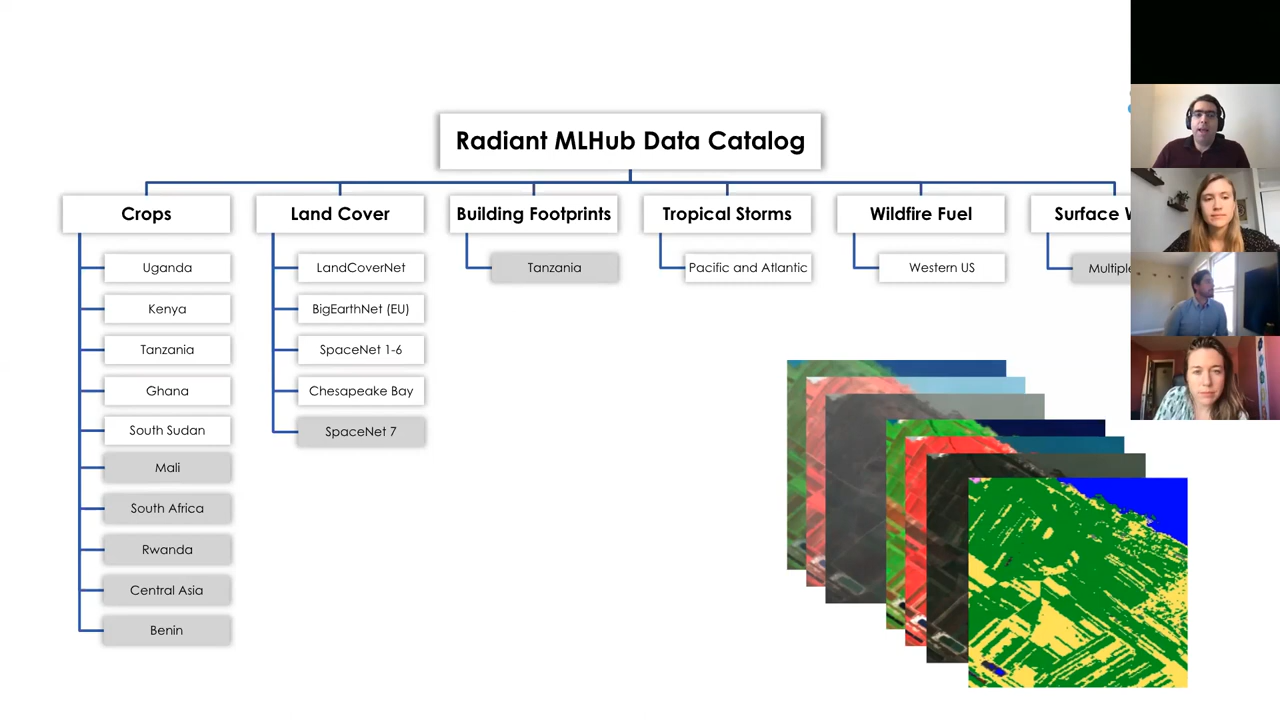 Radiant MLHub Data Catalog
Crops
Land Cover
Building Footprints
Tropical Storms
Wildfire Fuel
Surface
Uganda
Kenya
Tanzania
Ghana
South Sudan
Mali
South Africa
Rwanda
Central Asia
Benin
LandCoverNet
BigEarthNet (EU)
SpaceNet 1-6
Chesapeake Bay
SpaceNet 7
Tanzania
Pacific and Atlantic
Western US
Multiple